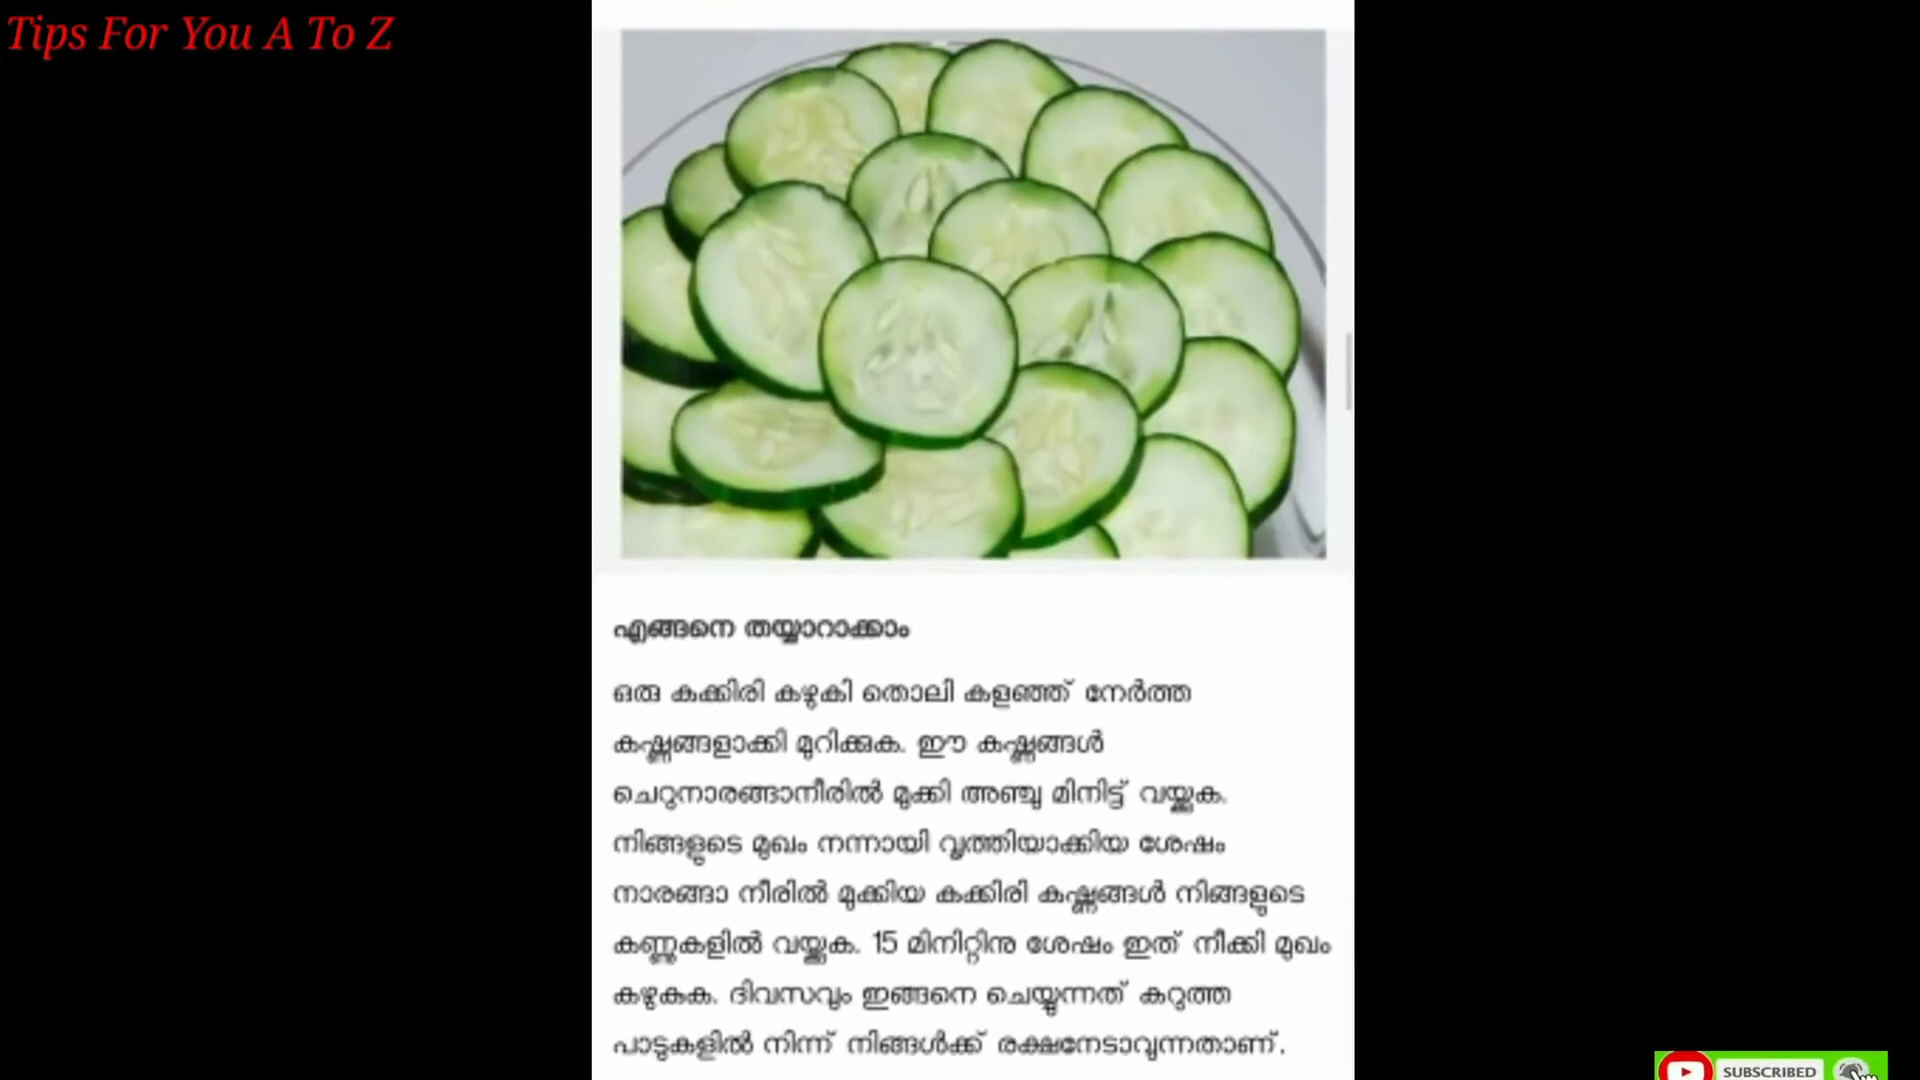 Tips For You A To Z
എങ്ങനെ തയ്യാറാക്കാം
ഒരു കക്കിരി കഴുകി തൊലി കളഞ്ഞ് നേർത്ത
കഷ്ണങ്ങളാക്കി മുറിക്കുക. ഈ കഷ്ണങ്ങൾ
ചെറുനാരങ്ങാനീരിൽ മുക്കി അഞ്ചു മിനിട്ട് വയ്ക്കുക.
നിങ്ങളുടെ മുഖം നന്നായി വൃത്തിയാക്കിയ ശേഷം
നാരങ്ങാ നീരിൽ മുക്കിയ കക്കിരി കഷ്ണങ്ങൾ നിങ്ങളുടെ
കണ്ണുകളിൽ വയ്ക്കുക. 15 മിനിറ്റിനു ശേഷം ഇത് നീക്കി മുഖം
കഴുകുക. ദിവസവും ഇങ്ങനെ ചെയ്യുന്നത് കറുത്ത
പാടുകളിൽ നിന്ന് നിങ്ങൾക്ക് രക്ഷനേടാവുന്നതാണ്.
SUBSCRIBED